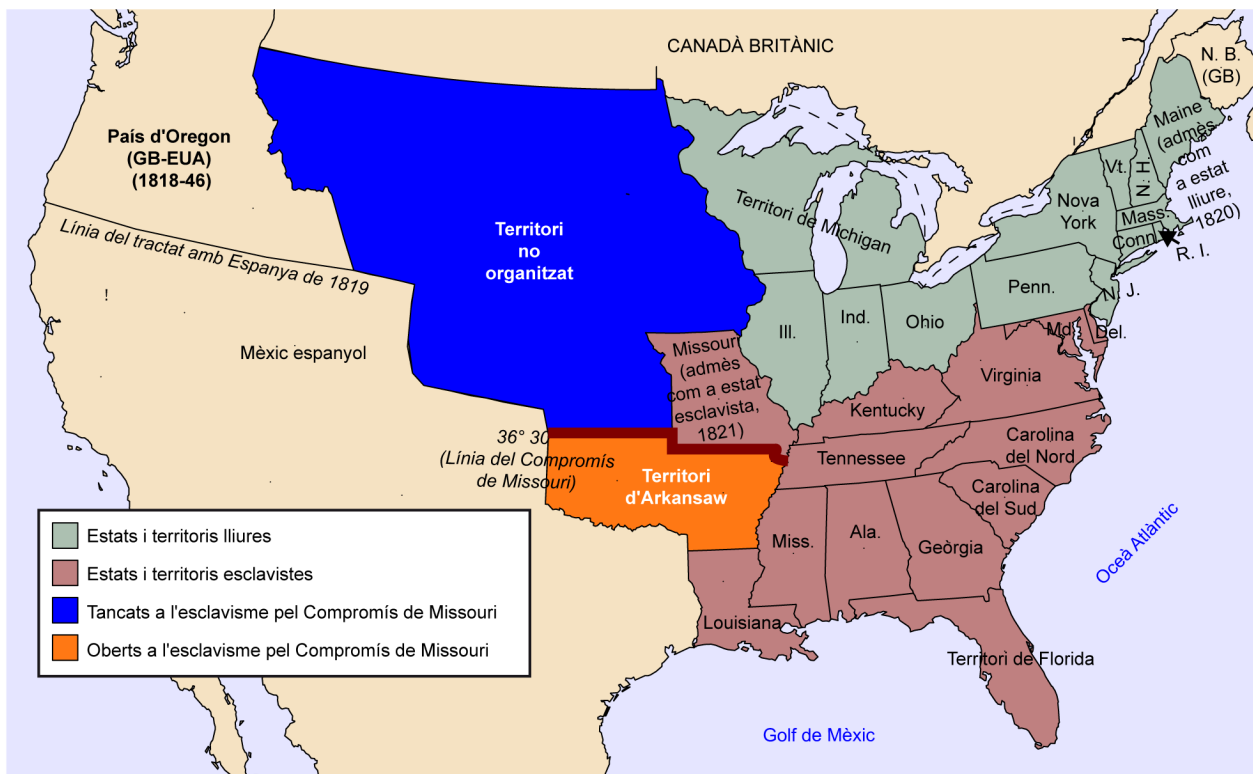 CANADÀ BRITÀNIC
N. B.
(GB)
Maine
(admès
com
a estat
lliure,
1820)
País d'Oregon
(GB-EUA)
(1818-46)
Vt.
N. H
Nova
York
Mass.
Conn
R. I.
Territori de Michigan
Línia del tractat amb Espanya de 1819
Territori
no
organitzat
Penn.
N. J.
!
Ill.
Ind.
Ohio
Md.
Del.
Mèxic espanyol
Missour
(admès
com a estat
esclavista,
1821)
Virginia
Kentucky
36° 30
(Línia del Compromís
de Missouri)
Carolina
del Nord
Tennessee
Territori
d'Arkansaw
Carolina
del Sud
Miss.
Ala.
Geòrgia
Oceà Atlàntic
Louisiana
Territori de Florida
Golf de Mèxic
Estats i territoris lliures
Estats i territoris esclavistes
Tancats a l'esclavisme pel Compromís de Missouri
Oberts a l'esclavisme pel Compromís de Missouri